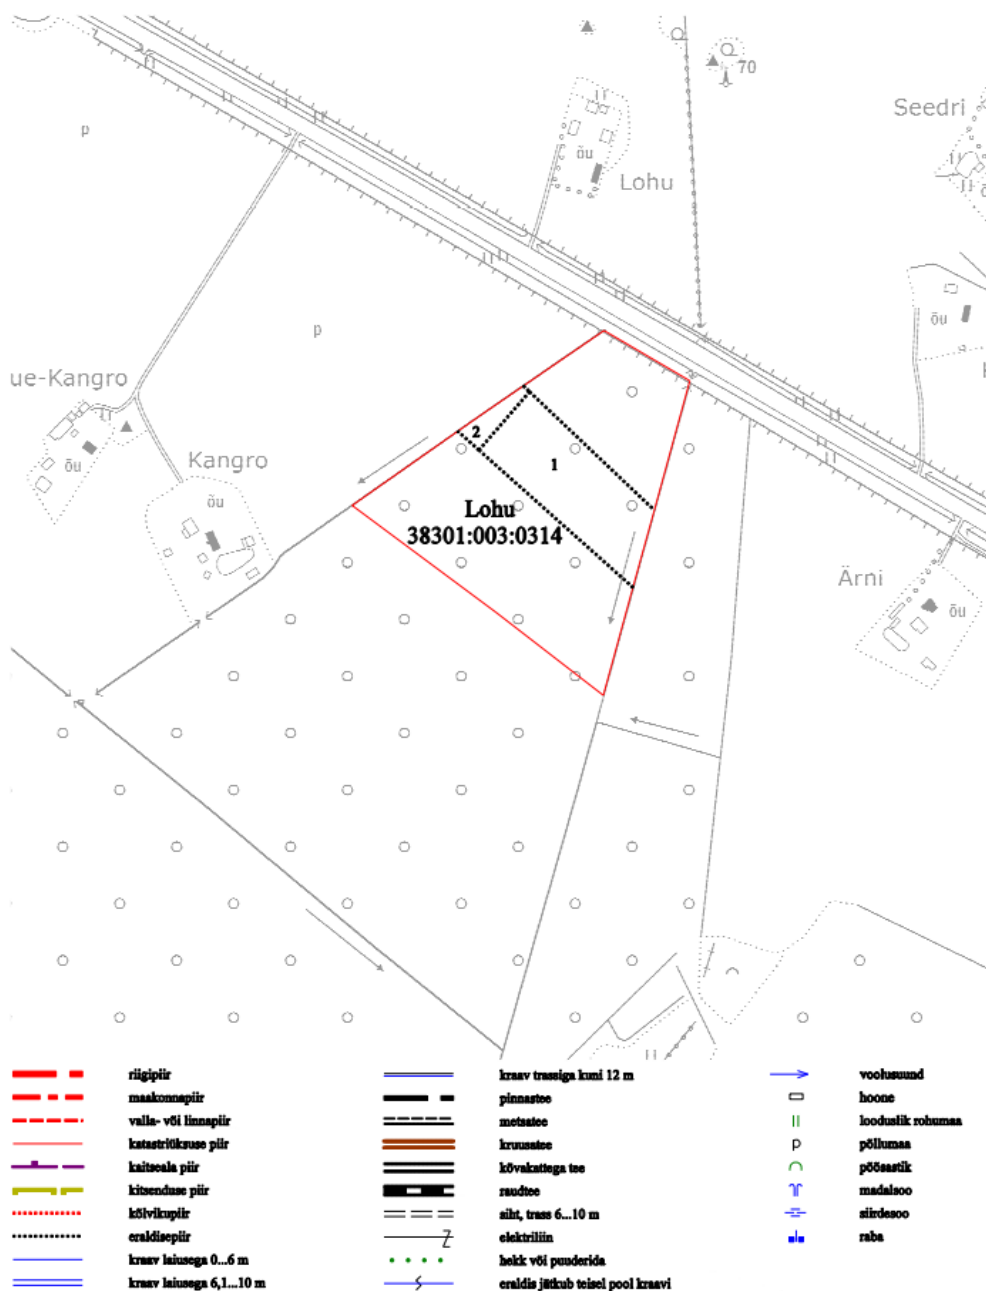 70
Seedri
p
õu
Lohu
õu
p
ue-Kangro
õu
Kangro
õu
2
1
Lohu
38301:003:0314
Ärni
õu
riigipiir
maakonnapiir
valla- või linnapiir
katastriüksuse piir
kaitseala piir
kitsenduse piir
kõlvikupiir
eraldisepiir
kraav laiusega 0...6 m
kraav laiusega 6,1...10 m
kraav trassiga kuni 12 m
pinnastee
metsatee
kruusatee
kõvakattega tee
raudtee
siht, trass 6...10 m
elektriliin
hekk või puuderida
eraldis jätkub teisel pool kraavi
voolusuund
hoone
looduslik rohumaa
p põllumaa
põõsastik
madalsoo
siirdesoo
raba